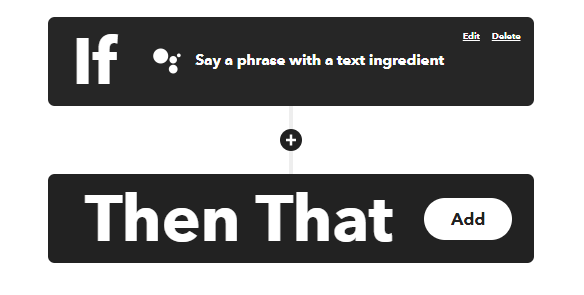 If
Say a phrase with a text ingredient
Edit Delete
Then That
Add